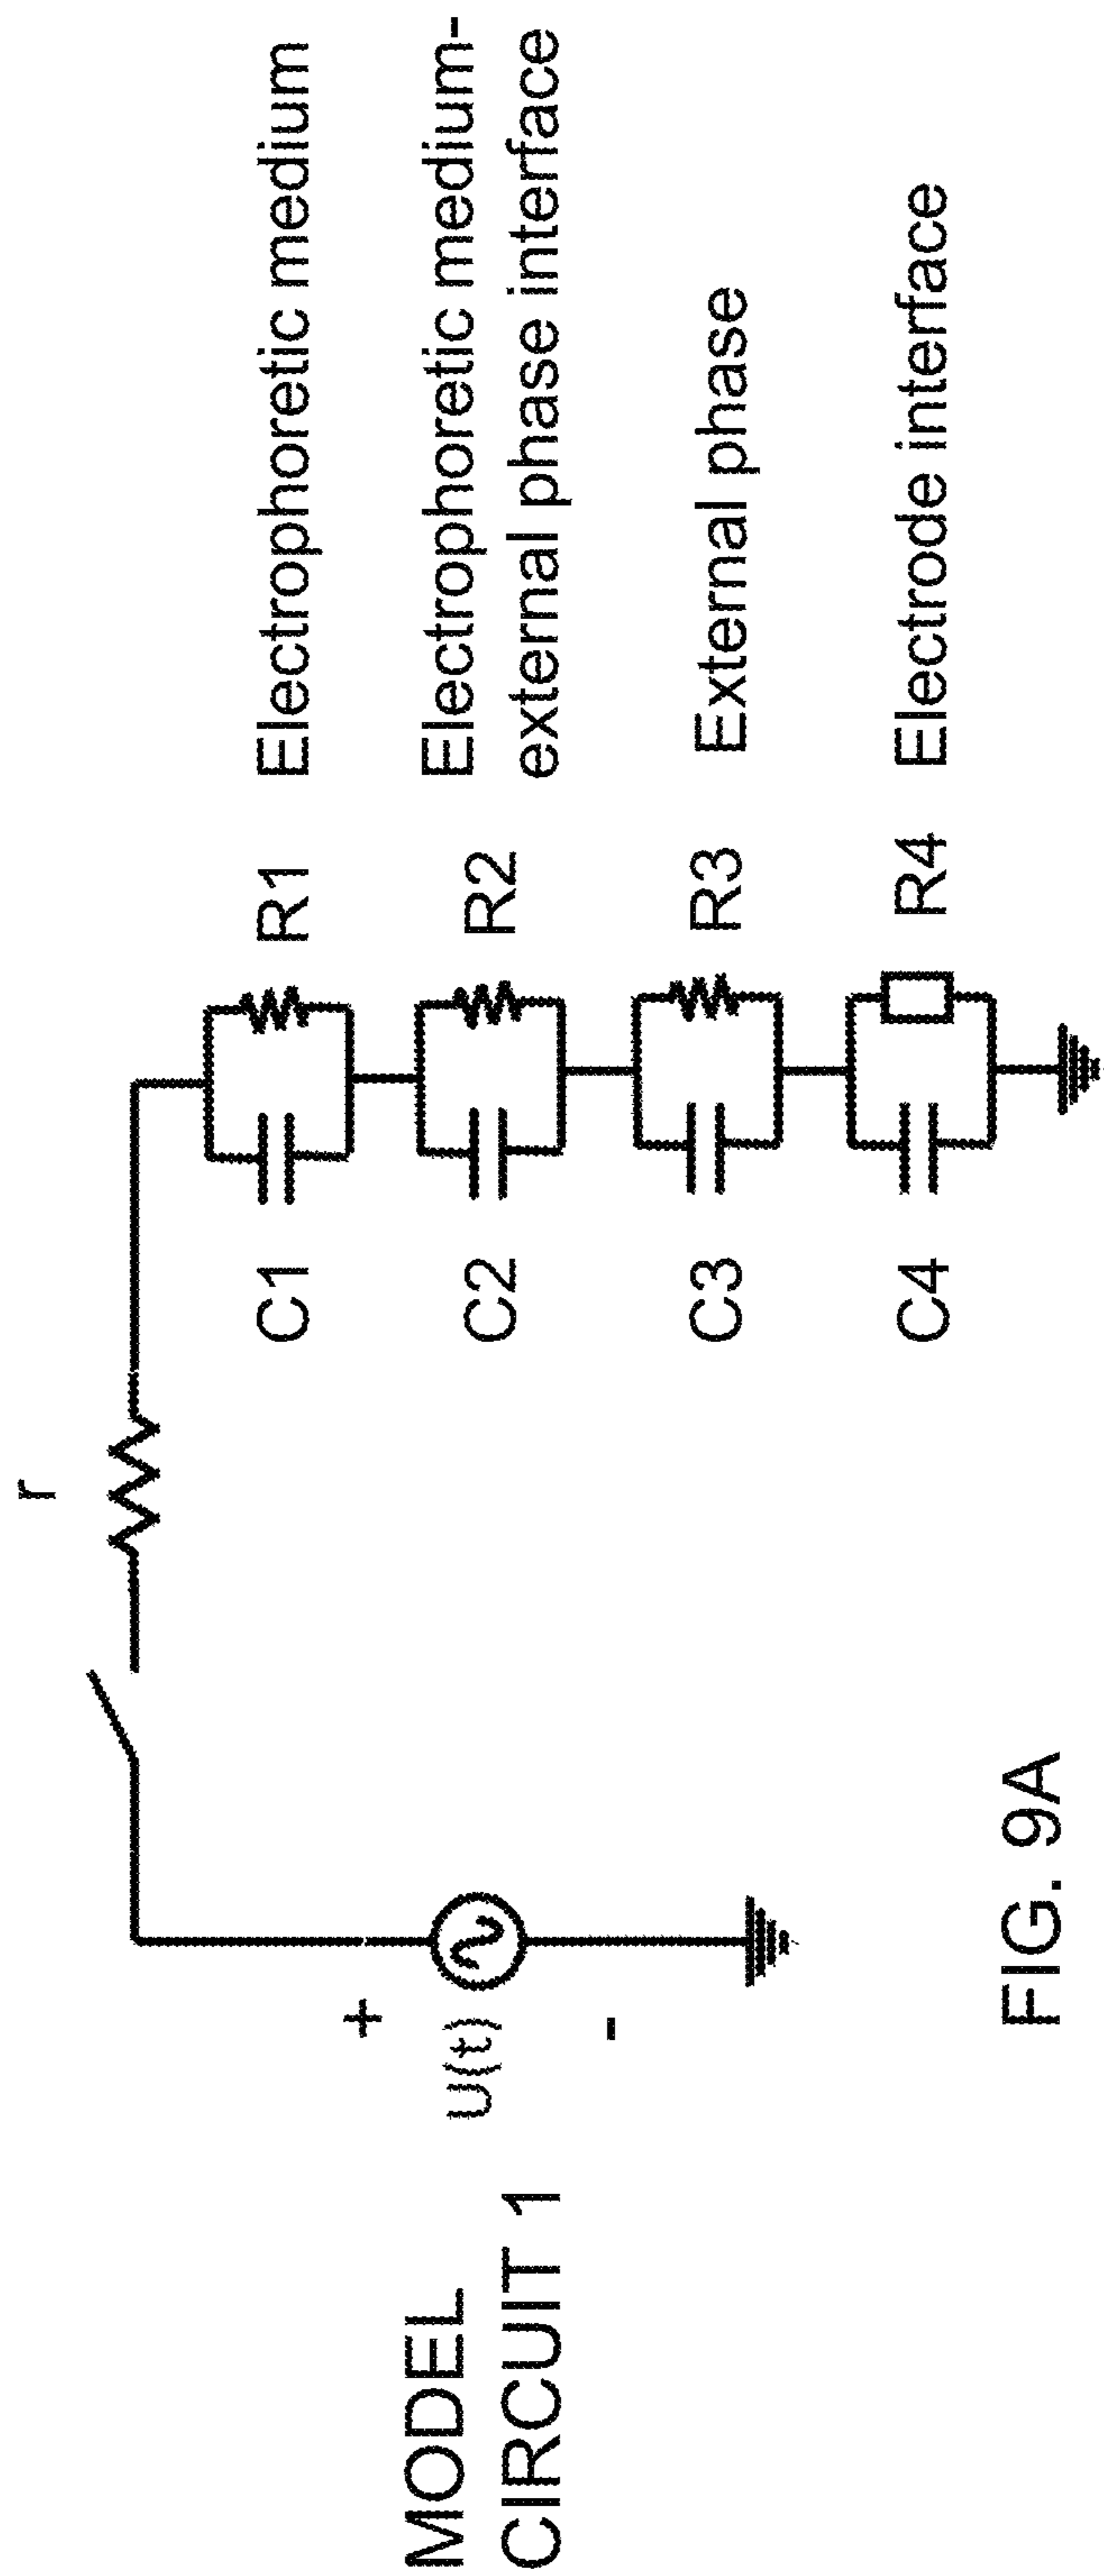 MODEL
CIRCUIT 1
U(t)
+
-
r
C1
R1
Electrophoretic medium
C2
R2
Electrophoretic medium-
external phase interface
C3
R3
External phase
C4
R4
Electrode interface
FIG. 9A